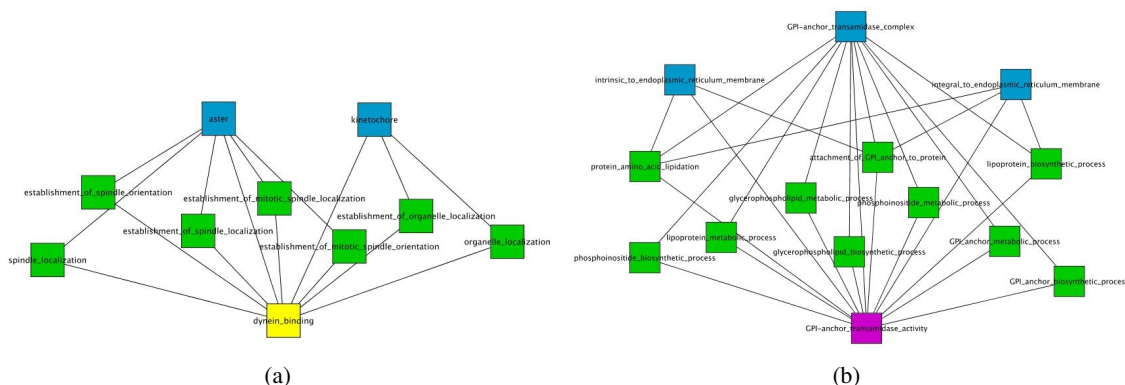 aster
kinetochore
establishment_of_spindle_orientation
establishment_of_mitotic_spindle_localization
establishment_of_organelle_localization
establishment_of_spindle_localization
establishment_of_mitotic_spindle_orientation
organelle_localization
spindle_localization
dynein_binding
(a)
GPI-anchor_transamidase_complex
intrinsic_to_endoplasmic_reticulum_membrane
integral_to_endoplasmic_reticulum_membrane
attachment_of_GPI_anchor_to_protein
protein_amino_acic_lipidation
lipoprotein_biosynthetic_process
glycerophospholipid_metabolic_process
phosphoinositide_metabolic_process
lipoprotein_metabolic_process
GPI_anchor_metabolic_process
glycerophospholipid_biosynthetic_process
phosphoinositide_biosynthetic_process
GPI_anchor_biosynthetic_proces
GPI-anchor_transamidase_activity
(b)